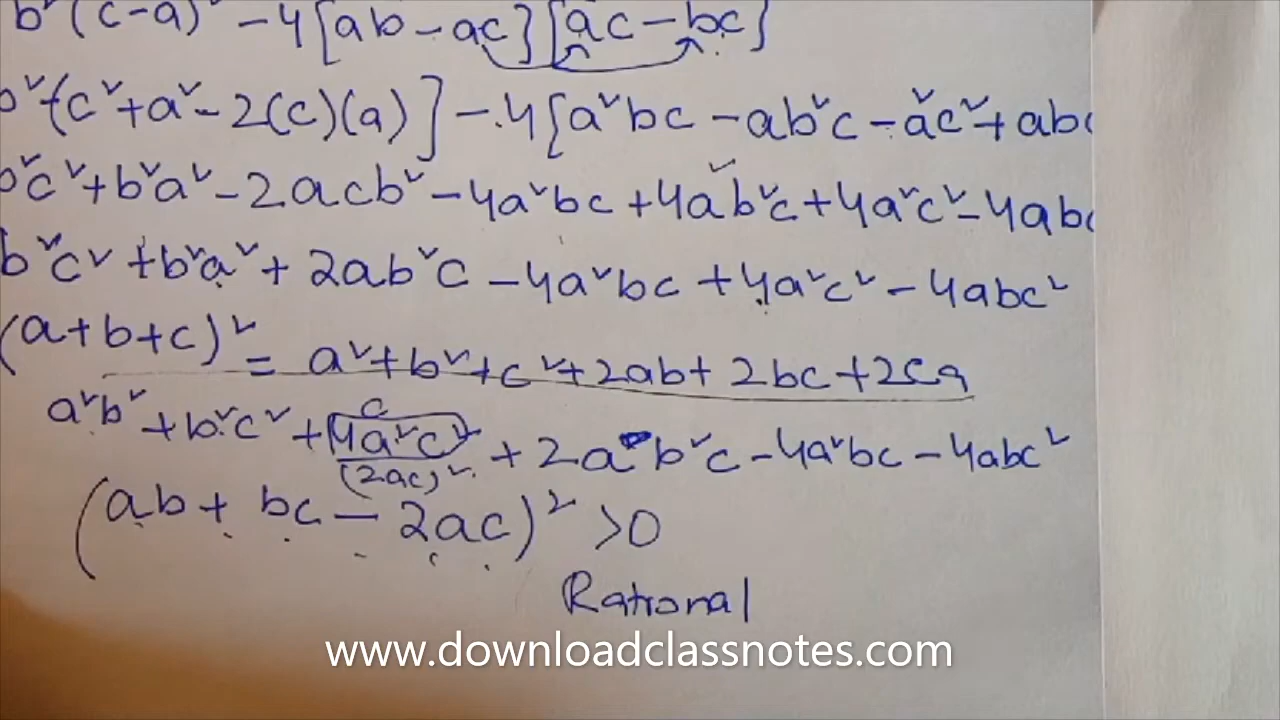 b²(c-a)² -4[ab-ac][ac-bc]
b²[c²+a²-2(c)(a)] -4[a²bc -ab²c -a²c²+abc
b²c²+b²a²-2acb²-4a²bc+4ab²c+4a²c²-4abc
b²c²+b²a²+2ab²c-4a²bc+4a²c²-4abc²
(a+b+c)² = a²+b²+c²+2ab+2bc+2ca
a²b²+b²c²+4a²c²+2ab²c-4a²bc-4abc²
(2ac)²
(ab+bc-2ac)²>0
Rational
www.downloadclassnotes.com